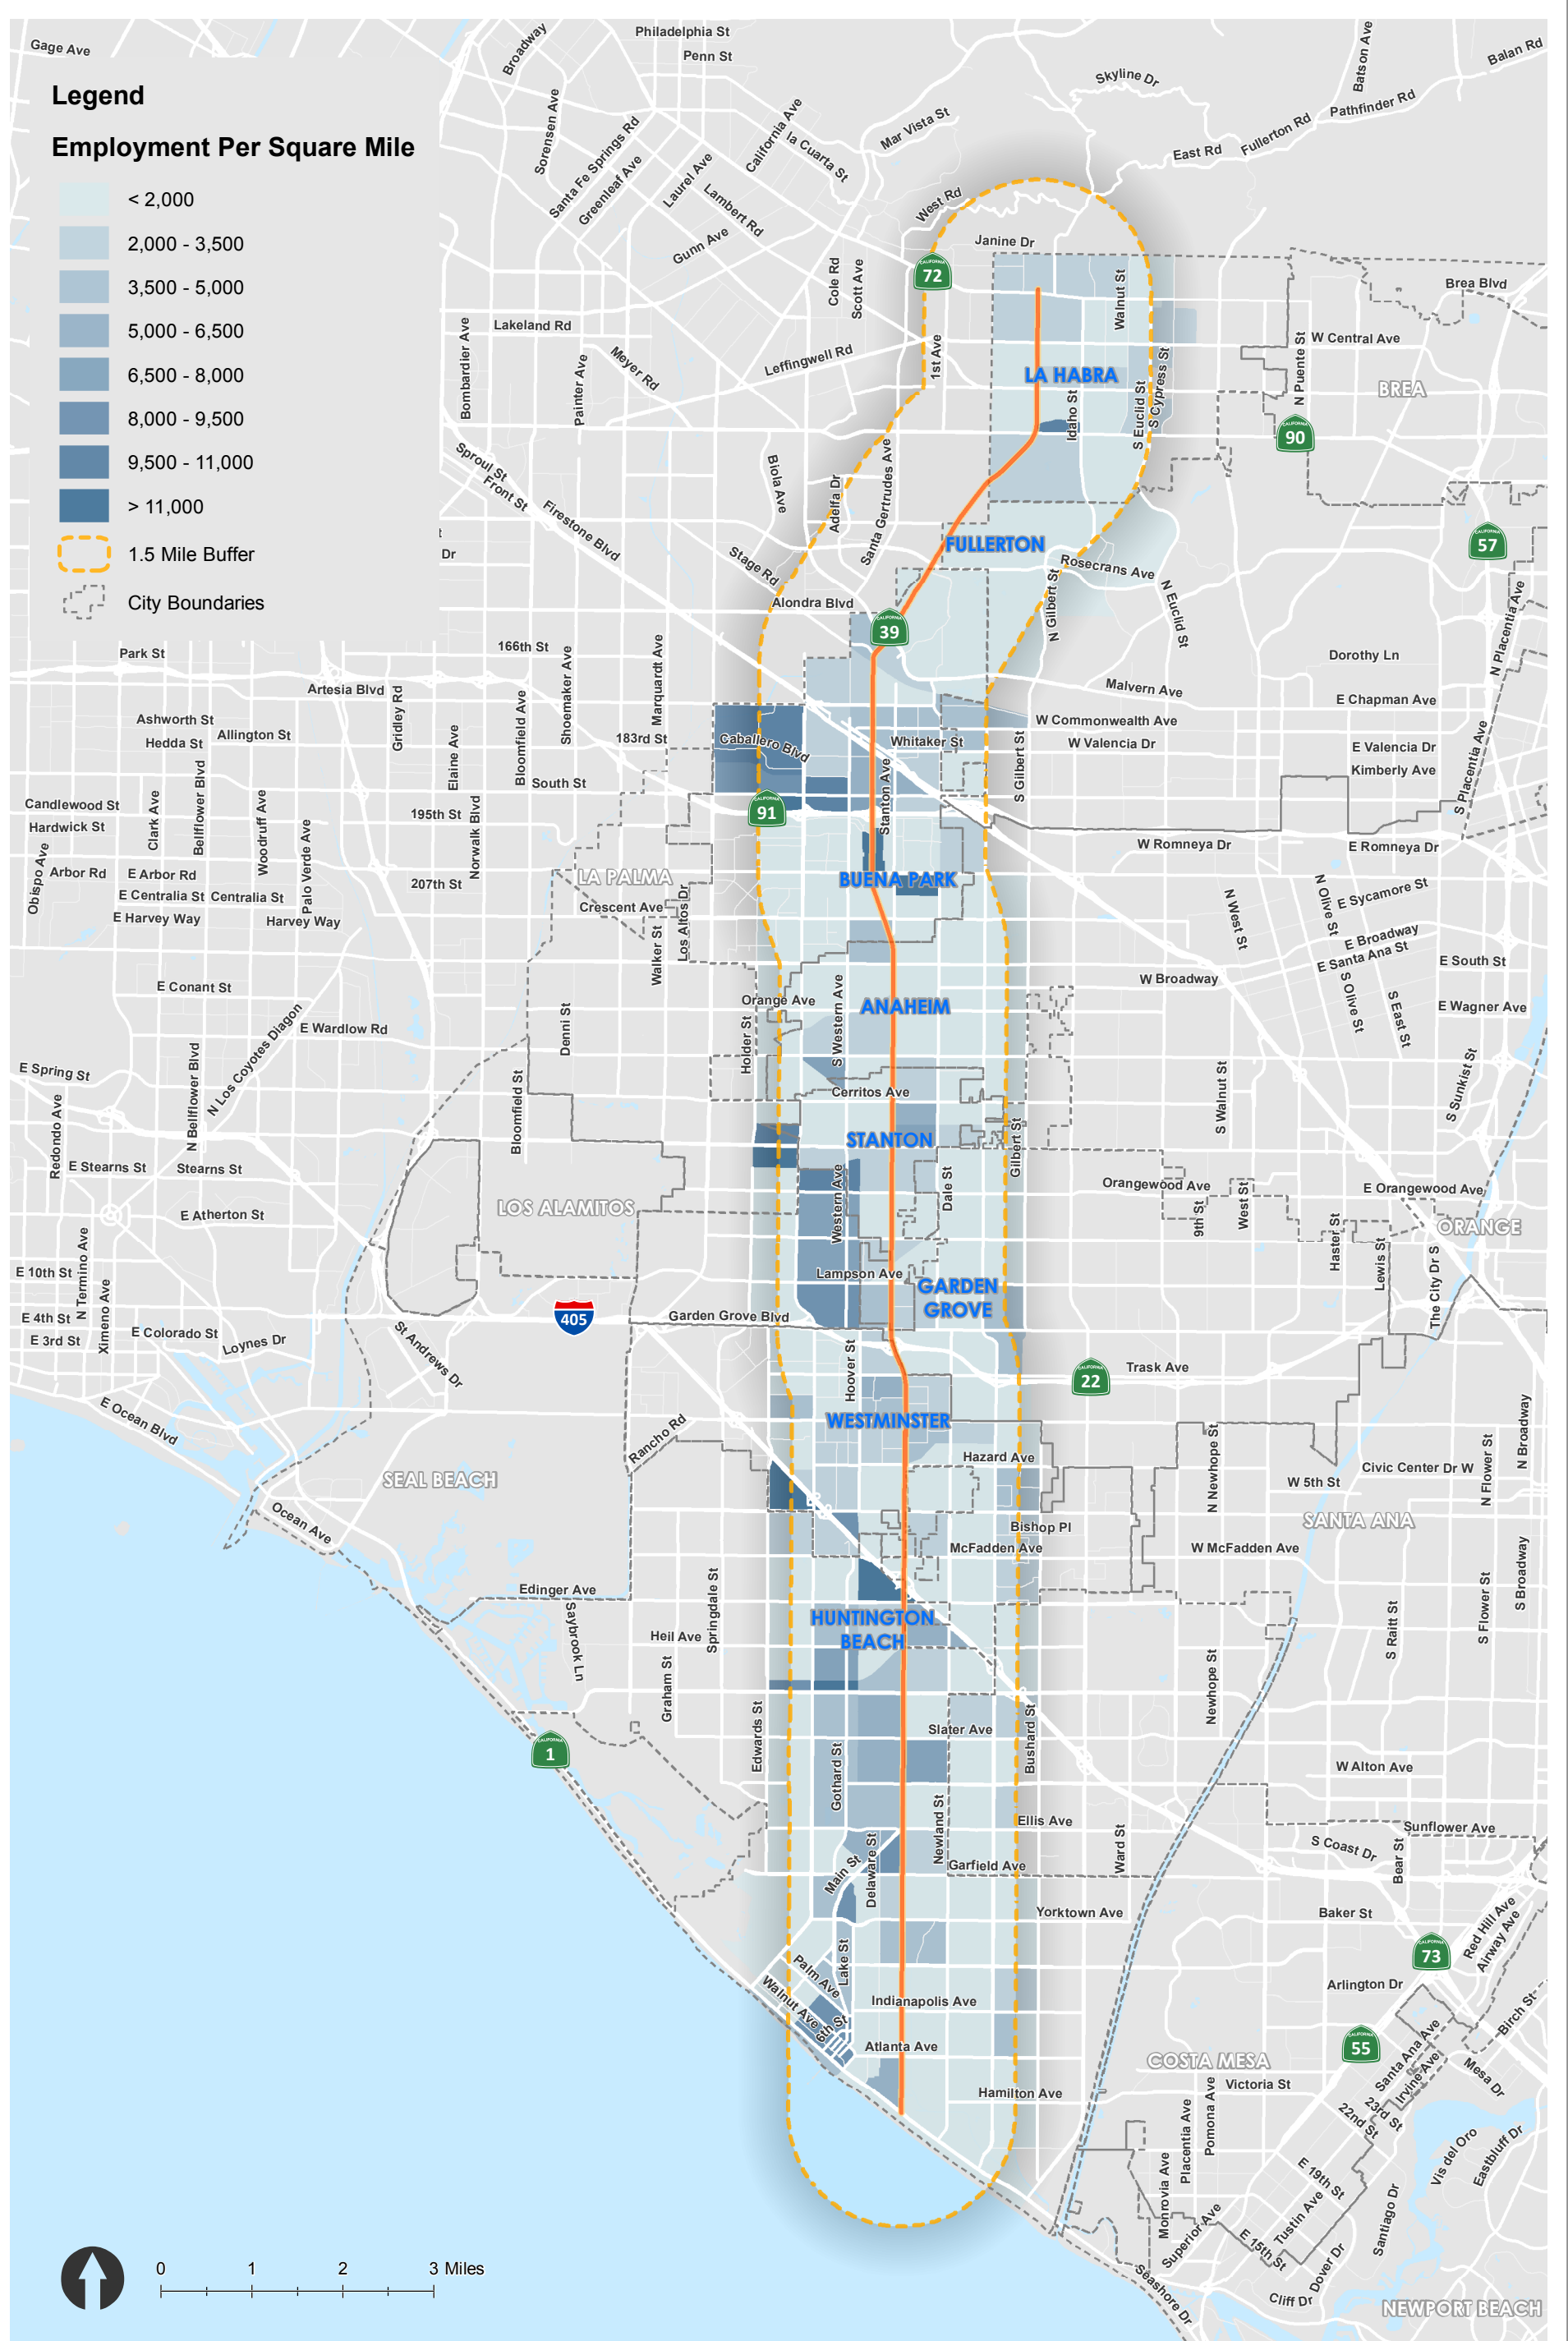 Legend
Employment Per Square Mile
< 2,000
2,000 - 3,500
3,500 - 5,000
5,000 - 6,500
6,500 - 8,000
8,000 - 9,500
9,500 - 11,000
> 11,000
1.5 Mile Buffer
City Boundaries
Gage Ave
Broadway
Philadelphia St
Penn St
Sorensen Ave
Santa Fe Springs Rd
Greenleaf Ave
Laurel Ave
California Ave
la Cuarta St
Lambert Rd
Gunn Ave
Mar Vista St
Skyline Dr
Batson Ave
Balan Rd
Pathfinder Rd
Fullerton Rd
East Rd
West Rd
Janine Dr
CALIFORNIA
72
Cole Rd
Scott Ave
Walnut St
Brea Blvd
W Central Ave
N Puente St
BREA
CALIFORNIA
90
Bombardier Ave
Lakeland Rd
Painter Ave
Meyer Rd
Leffingwell Rd
1st Ave
LA HABRA
Idaho St
S Euclid St
S Cypress St
Sproul St
Front St
Firestone Blvd
Biola Ave
Adelfa Dr
Santa Gertrudes Ave
t
Dr
Stage Rd
FULLERTON
Rosecrans Ave
CALIFORNIA
57
Alondra Blvd
CALIFORNIA
39
N Gilbert St
N Euclid St
N Placentia Ave
Park St
166th St
Artesia Blvd
Gridley Rd
Shoemaker Ave
Marquardt Ave
Dorothy Ln
Malvern Ave
E Chapman Ave
Ashworth St
Hedda St
Allington St
Elaine Ave
Bloomfield Ave
183rd St
Caballero Blvd
Whitaker St
W Commonwealth Ave
W Valencia Dr
E Valencia Dr
Kimberly Ave
S Placentia Ave
South St
Stanton Ave
S Gilbert St
Candlewood St
Hardwick St
Clark Ave
Bellflower Blvd
Woodruff Ave
Palo Verde Ave
195th St
Norwalk Blvd
CALIFORNIA
91
W Romneya Dr
E Romneya Dr
Obispo Ave
Arbor Rd
E Arbor Rd
207th St
LA PALMA
BUENA PARK
E Centralia St
Centralia St
E Harvey Way
Harvey Way
Crescent Ave
Los Altos Dr
Walker St
N West St
N Olive St
E Sycamore St
E Broadway
E Santa Ana St
E South St
W Broadway
E Conant St
E Wardlow Rd
N Los Coyotes Diagon
Denni St
Orange Ave
Holder St
S Western Ave
ANAHEIM
S Olive St
S East St
E Wagner Ave
E Spring St
N Bellflower Blvd
Redondo Ave
Bloomfield St
Cerritos Ave
S Walnut St
S Sunkist St
E Stearns St
Stearns St
STANTON
Gilbert St
Dale St
Western Ave
Orangewood Ave
9th St
West St
E Orangewood Ave
E Atherton St
LOS ALAMITOS
ORANGE
N Termino Ave
Haster St
Lewis St
The City Dr S
E 10th St
Lampson Ave
GARDEN
GROVE
Ximeno Ave
E 4th St
E 3rd St
E Colorado St
Loynes Dr
405
Garden Grove Blvd
St Andrews Dr
Hoover St
CALIFORNIA
22
Trask Ave
E Ocean Blvd
Rancho Rd
WESTMINSTER
Hazard Ave
N Newhope St
N Broadway
N Flower St
Civic Center Dr W
W 5th St
SEAL BEACH
Ocean Ave
SANTA ANA
Bishop Pl
McFadden Ave
W McFadden Ave
S Broadway
S Flower St
S Raitt St
Edinger Ave
Saybrook Ln
Springdale St
Heil Ave
Graham St
HUNTINGTON
BEACH
Newhope St
Edwards St
Slater Ave
Bushard St
CALIFORNIA
1
Gothard St
W Alton Ave
Newland St
Ellis Ave
Ward St
Sunflower Ave
S Coast Dr
Bear St
Main St
Delaware St
Garfield Ave
Yorktown Ave
Baker St
Red Hill Ave
Airway Ave
CALIFORNIA
73
Lake St
Palm Ave
Walnut Ave
6th St
Indianapolis Ave
Arlington Dr
Birch St
Atlanta Ave
CALIFORNIA
55
Santa Ana Ave
Irvine Ave
Mesa Dr
COSTA MESA
Victoria St
Hamilton Ave
23rd St
22nd St
Pomona Ave
Placentia Ave
Monrovia Ave
Vis del Oro
Eastbluff Dr
E 19th St
Tustin Ave
Santiago Dr
Superior Ave
E 15th St
Dover Dr
Cliff Dr
Seashore Dr
NEWPORT BEACH
0 1 2 3 Miles